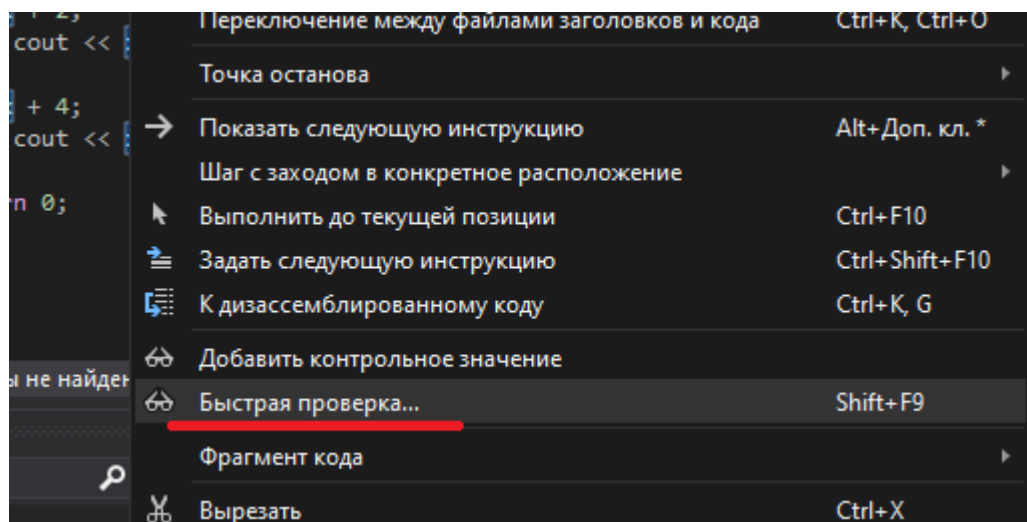 + 2;
Переключение между файлами заголовков и кода Ctrl+K, Ctrl+O
cout <<
Точка останова
+ 4;
cout <<
Показать следующую инструкцию Alt+Доп. кл. *
Шаг с заходом в конкретное расположение
n 0;
Выполнить до текущей позиции Ctrl+F10
Задать следующую инструкцию Ctrl+Shift+F10
К дизассемблированному коду Ctrl+K, G
Добавить контрольное значение
ы не найден
Быстрая проверка... Shift+F9
Фрагмент кода
Вырезать Ctrl+X